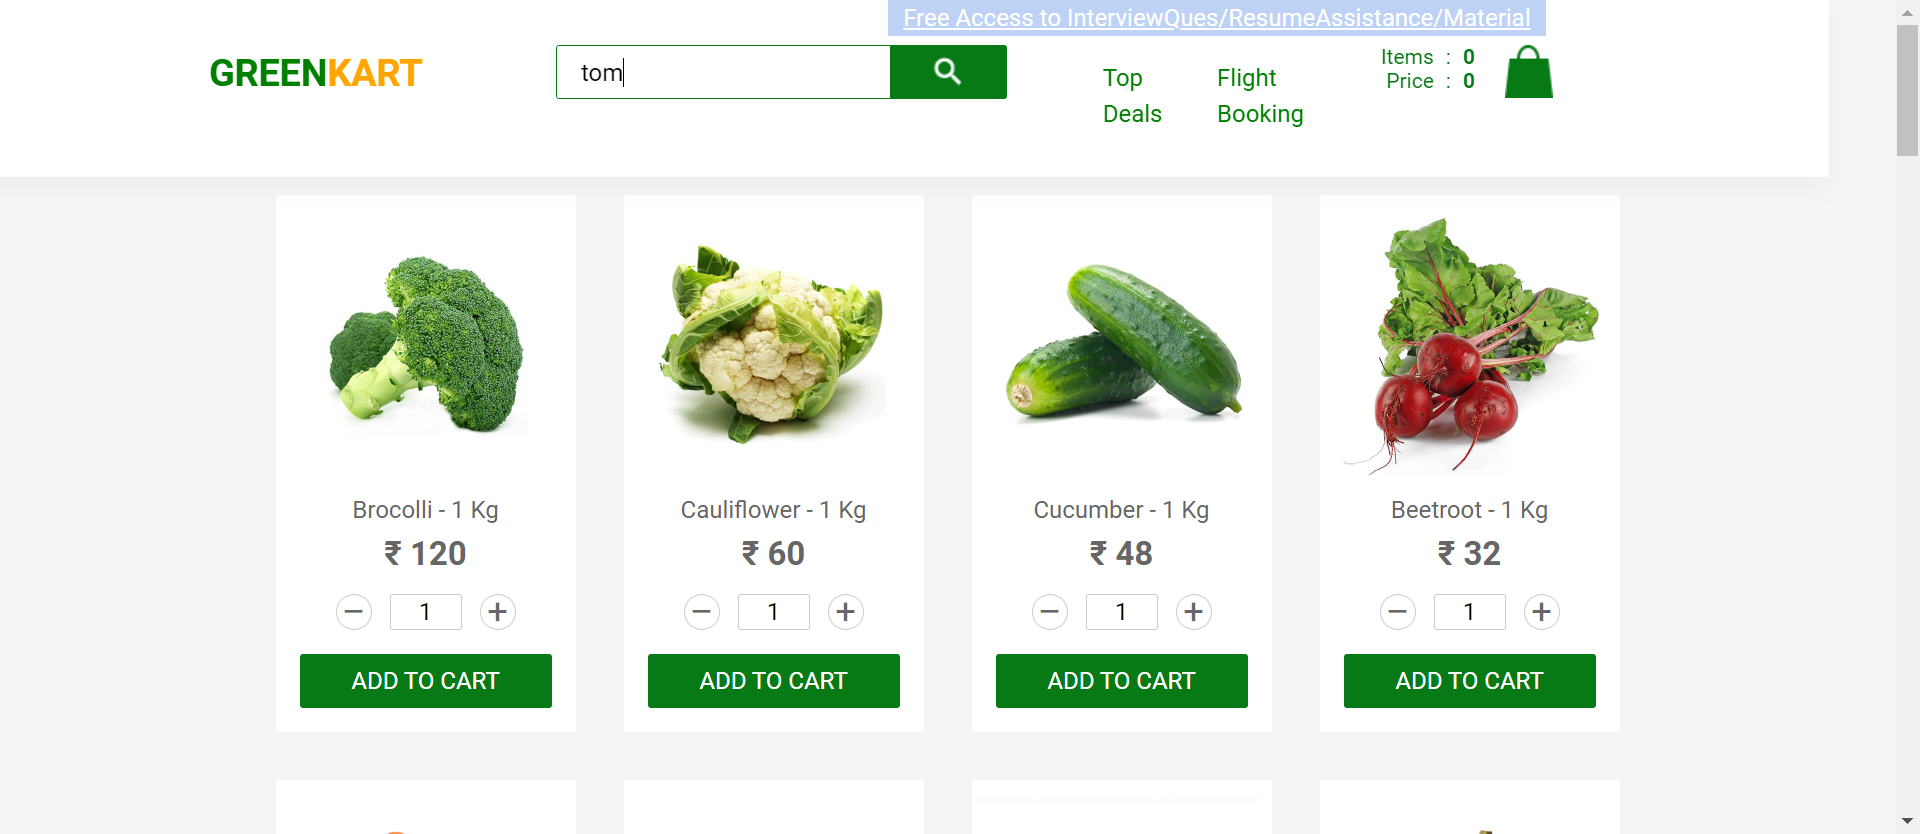 Free Access to InterviewQues/ResumeAssistance/Material
GREENKART
tom
Top
Deals
Flight
Booking
Items : 0
Price : 0
Brocolli - 1 Kg
₹ 120
− 1 +
ADD TO CART
Cauliflower - 1 Kg
₹ 60
− 1 +
ADD TO CART
Cucumber - 1 Kg
₹ 48
− 1 +
ADD TO CART
Beetroot - 1 Kg
₹ 32
− 1 +
ADD TO CART